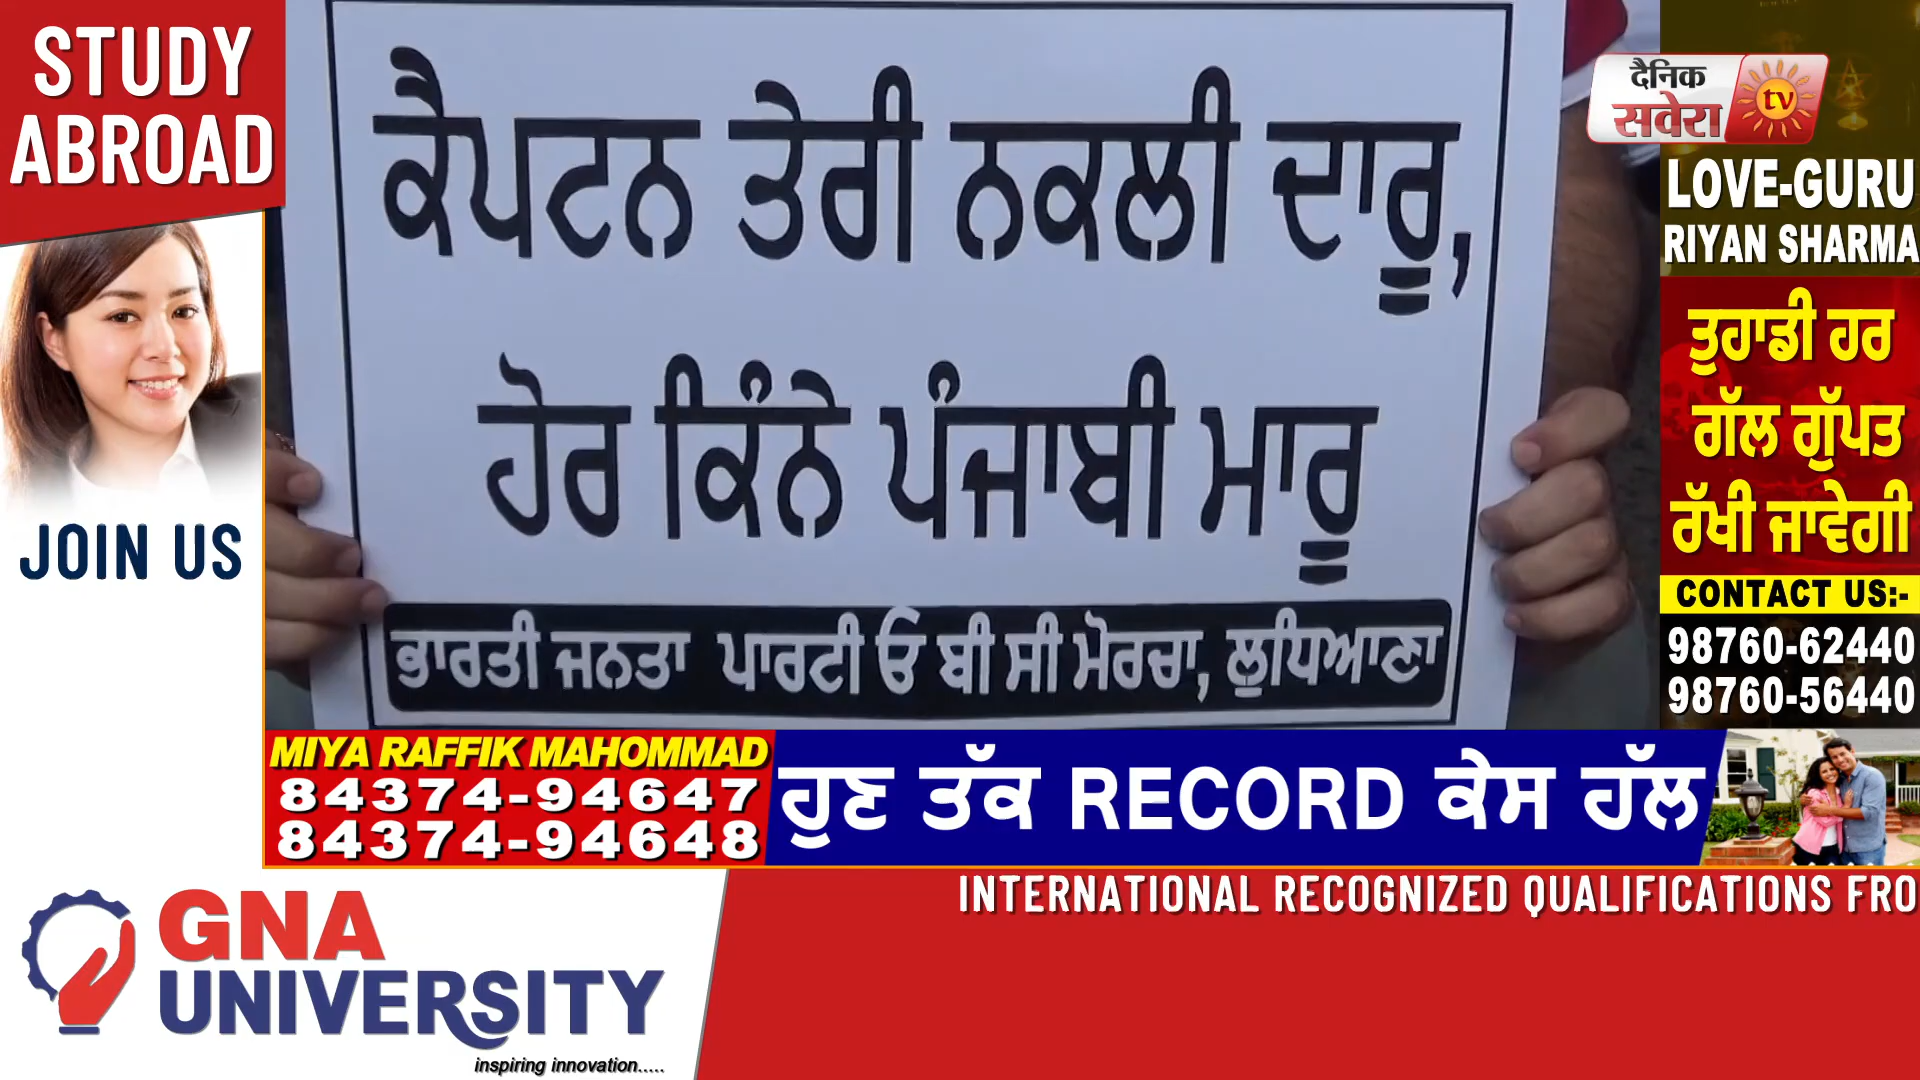 STUDY
ABROAD
JOIN US
ਕੈਪਟਨ ਤੇਰੀ ਨਕਲੀ ਦਾਰੂ,
ਹੋਰ ਕਿੰਨੇ ਪੰਜਾਬੀ ਮਾਰੂ
ਭਾਰਤੀ ਜਨਤਾ ਪਾਰਟੀ ਓ ਬੀ ਸੀ ਮੋਰਚਾ, ਲੁਧਿਆਣਾ
दैनिक
सवेरा
tv
LOVE-GURU
RIYAN SHARMA
ਤੁਹਾਡੀ ਹਰ
ਗੱਲ ਗੁੱਪਤ
ਰੱਖੀ ਜਾਵੇਗੀ
CONTACT US:-
98760-62440
98760-56440
MIYA RAFFIK MAHOMMAD
84374-94647
84374-94648
ਹੁਣ ਤੱਕ RECORD ਕੇਸ ਹੱਲ
GNA
UNIVERSITY
inspiring innovation.....
INTERNATIONAL RECOGNIZED QUALIFICATIONS FRO